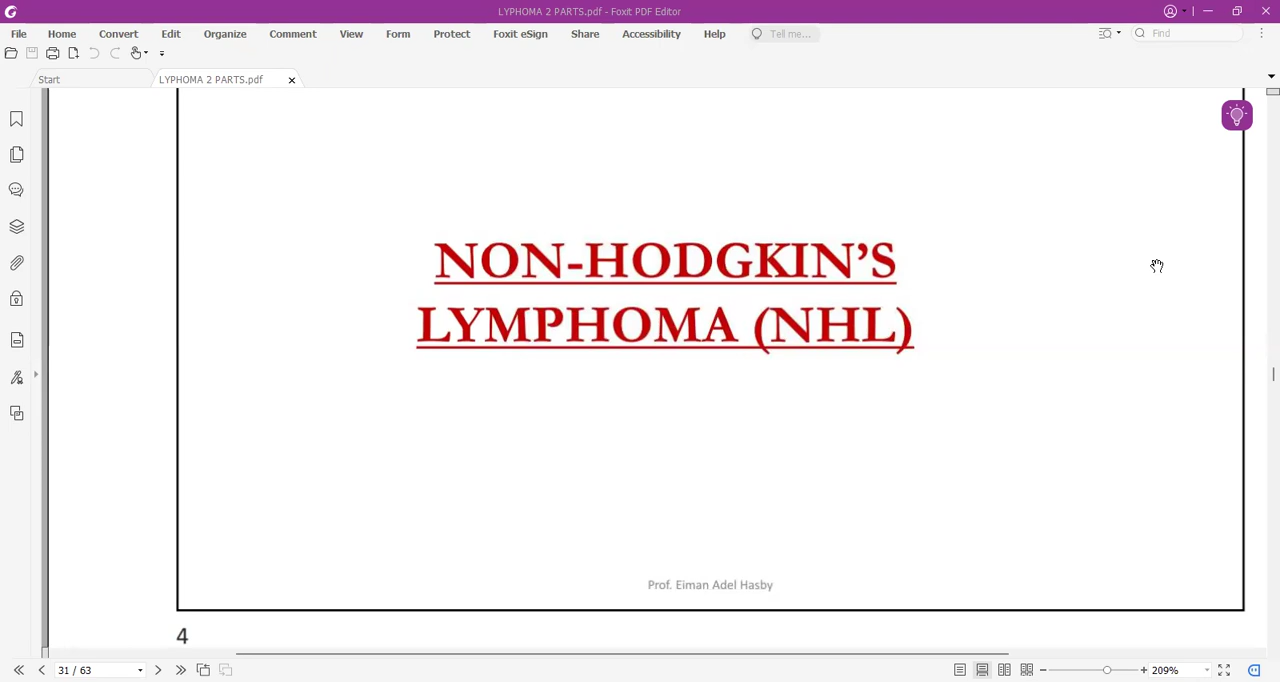 LYPHOMA 2 PARTS.pdf - Foxit PDF Editor
File Home Convert Edit Organize Comment View Form Protect Foxit eSign Share Accessibility Help Tell me... Find
Start LYPHOMA 2 PARTS.pdf
NON-HODGKIN’S
LYMPHOMA (NHL)
Prof. Eiman Adel Hasby
4
31 / 63 209%